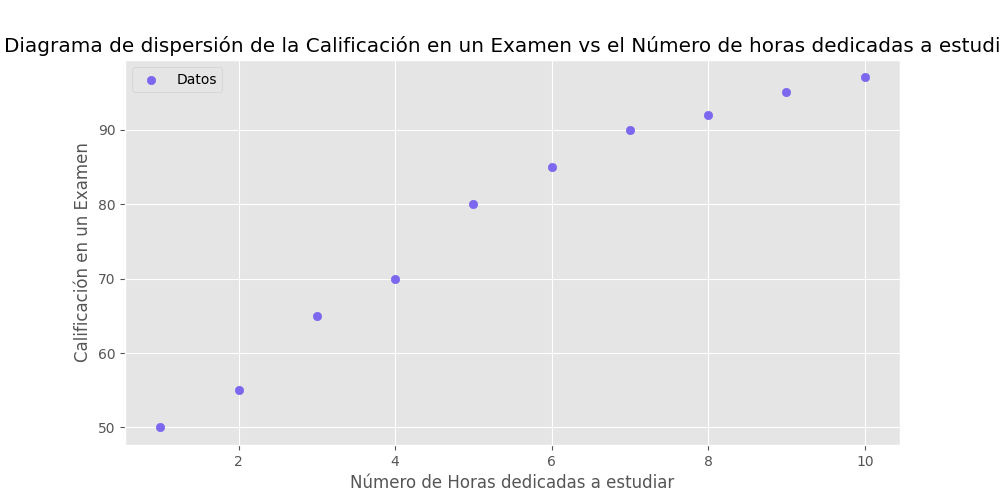 Diagrama de dispersión de la Calificación en un Examen vs el Número de horas dedicadas a estudi
Datos
90
80
70
60
50
Calificación en un Examen
2 4 6 8 10
Número de Horas dedicadas a estudiar